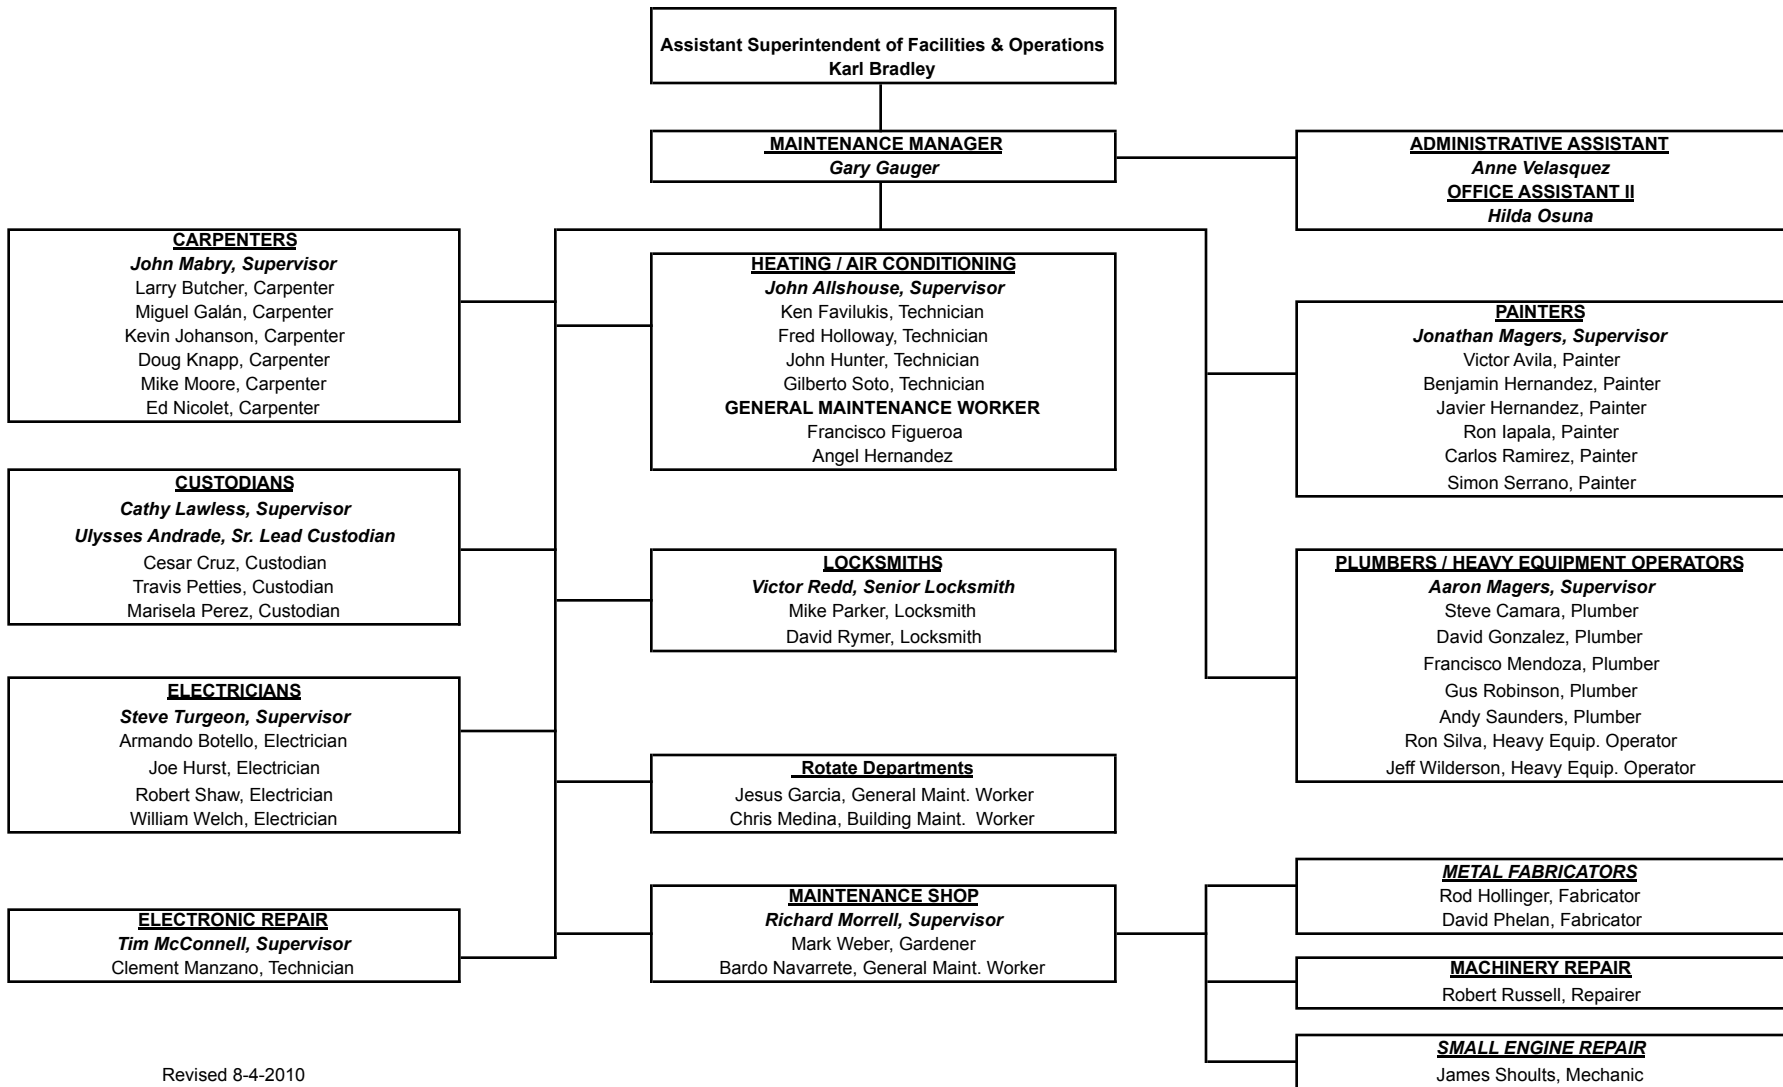 Assistant Superintendent of Facilities & Operations
Karl Bradley
MAINTENANCE MANAGER
Gary Gauger
ADMINISTRATIVE ASSISTANT
Anne Velasquez
OFFICE ASSISTANT II
Hilda Osuna
CARPENTERS
John Mabry, Supervisor
Larry Butcher, Carpenter
Miguel Galán, Carpenter
Kevin Johanson, Carpenter
Doug Knapp, Carpenter
Mike Moore, Carpenter
Ed Nicolet, Carpenter
CUSTODIANS
Cathy Lawless, Supervisor
Ulysses Andrade, Sr. Lead Custodian
Cesar Cruz, Custodian
Travis Petties, Custodian
Marisela Perez, Custodian
ELECTRICIANS
Steve Turgeon, Supervisor
Armando Botello, Electrician
Joe Hurst, Electrician
Robert Shaw, Electrician
William Welch, Electrician
ELECTRONIC REPAIR
Tim McConnell, Supervisor
Clement Manzano, Technician
HEATING / AIR CONDITIONING
John Allshouse, Supervisor
Ken Favilukis, Technician
Fred Holloway, Technician
John Hunter, Technician
Gilberto Soto, Technician
GENERAL MAINTENANCE WORKER
Francisco Figueroa
Angel Hernandez
LOCKSMITHS
Victor Redd, Senior Locksmith
Mike Parker, Locksmith
David Rymer, Locksmith
Rotate Departments
Jesus Garcia, General Maint. Worker
Chris Medina, Building Maint. Worker
MAINTENANCE SHOP
Richard Morrell, Supervisor
Mark Weber, Gardener
Bardo Navarrete, General Maint. Worker
PAINTERS
Jonathan Magers, Supervisor
Victor Avila, Painter
Benjamin Hernandez, Painter
Javier Hernandez, Painter
Ron Iapala, Painter
Carlos Ramirez, Painter
Simon Serrano, Painter
PLUMBERS / HEAVY EQUIPMENT OPERATORS
Aaron Magers, Supervisor
Steve Camara, Plumber
David Gonzalez, Plumber
Francisco Mendoza, Plumber
Gus Robinson, Plumber
Andy Saunders, Plumber
Ron Silva, Heavy Equip. Operator
Jeff Wilderson, Heavy Equip. Operator
METAL FABRICATORS
Rod Hollinger, Fabricator
David Phelan, Fabricator
MACHINERY REPAIR
Robert Russell, Repairer
SMALL ENGINE REPAIR
James Shoults, Mechanic
Revised 8-4-2010